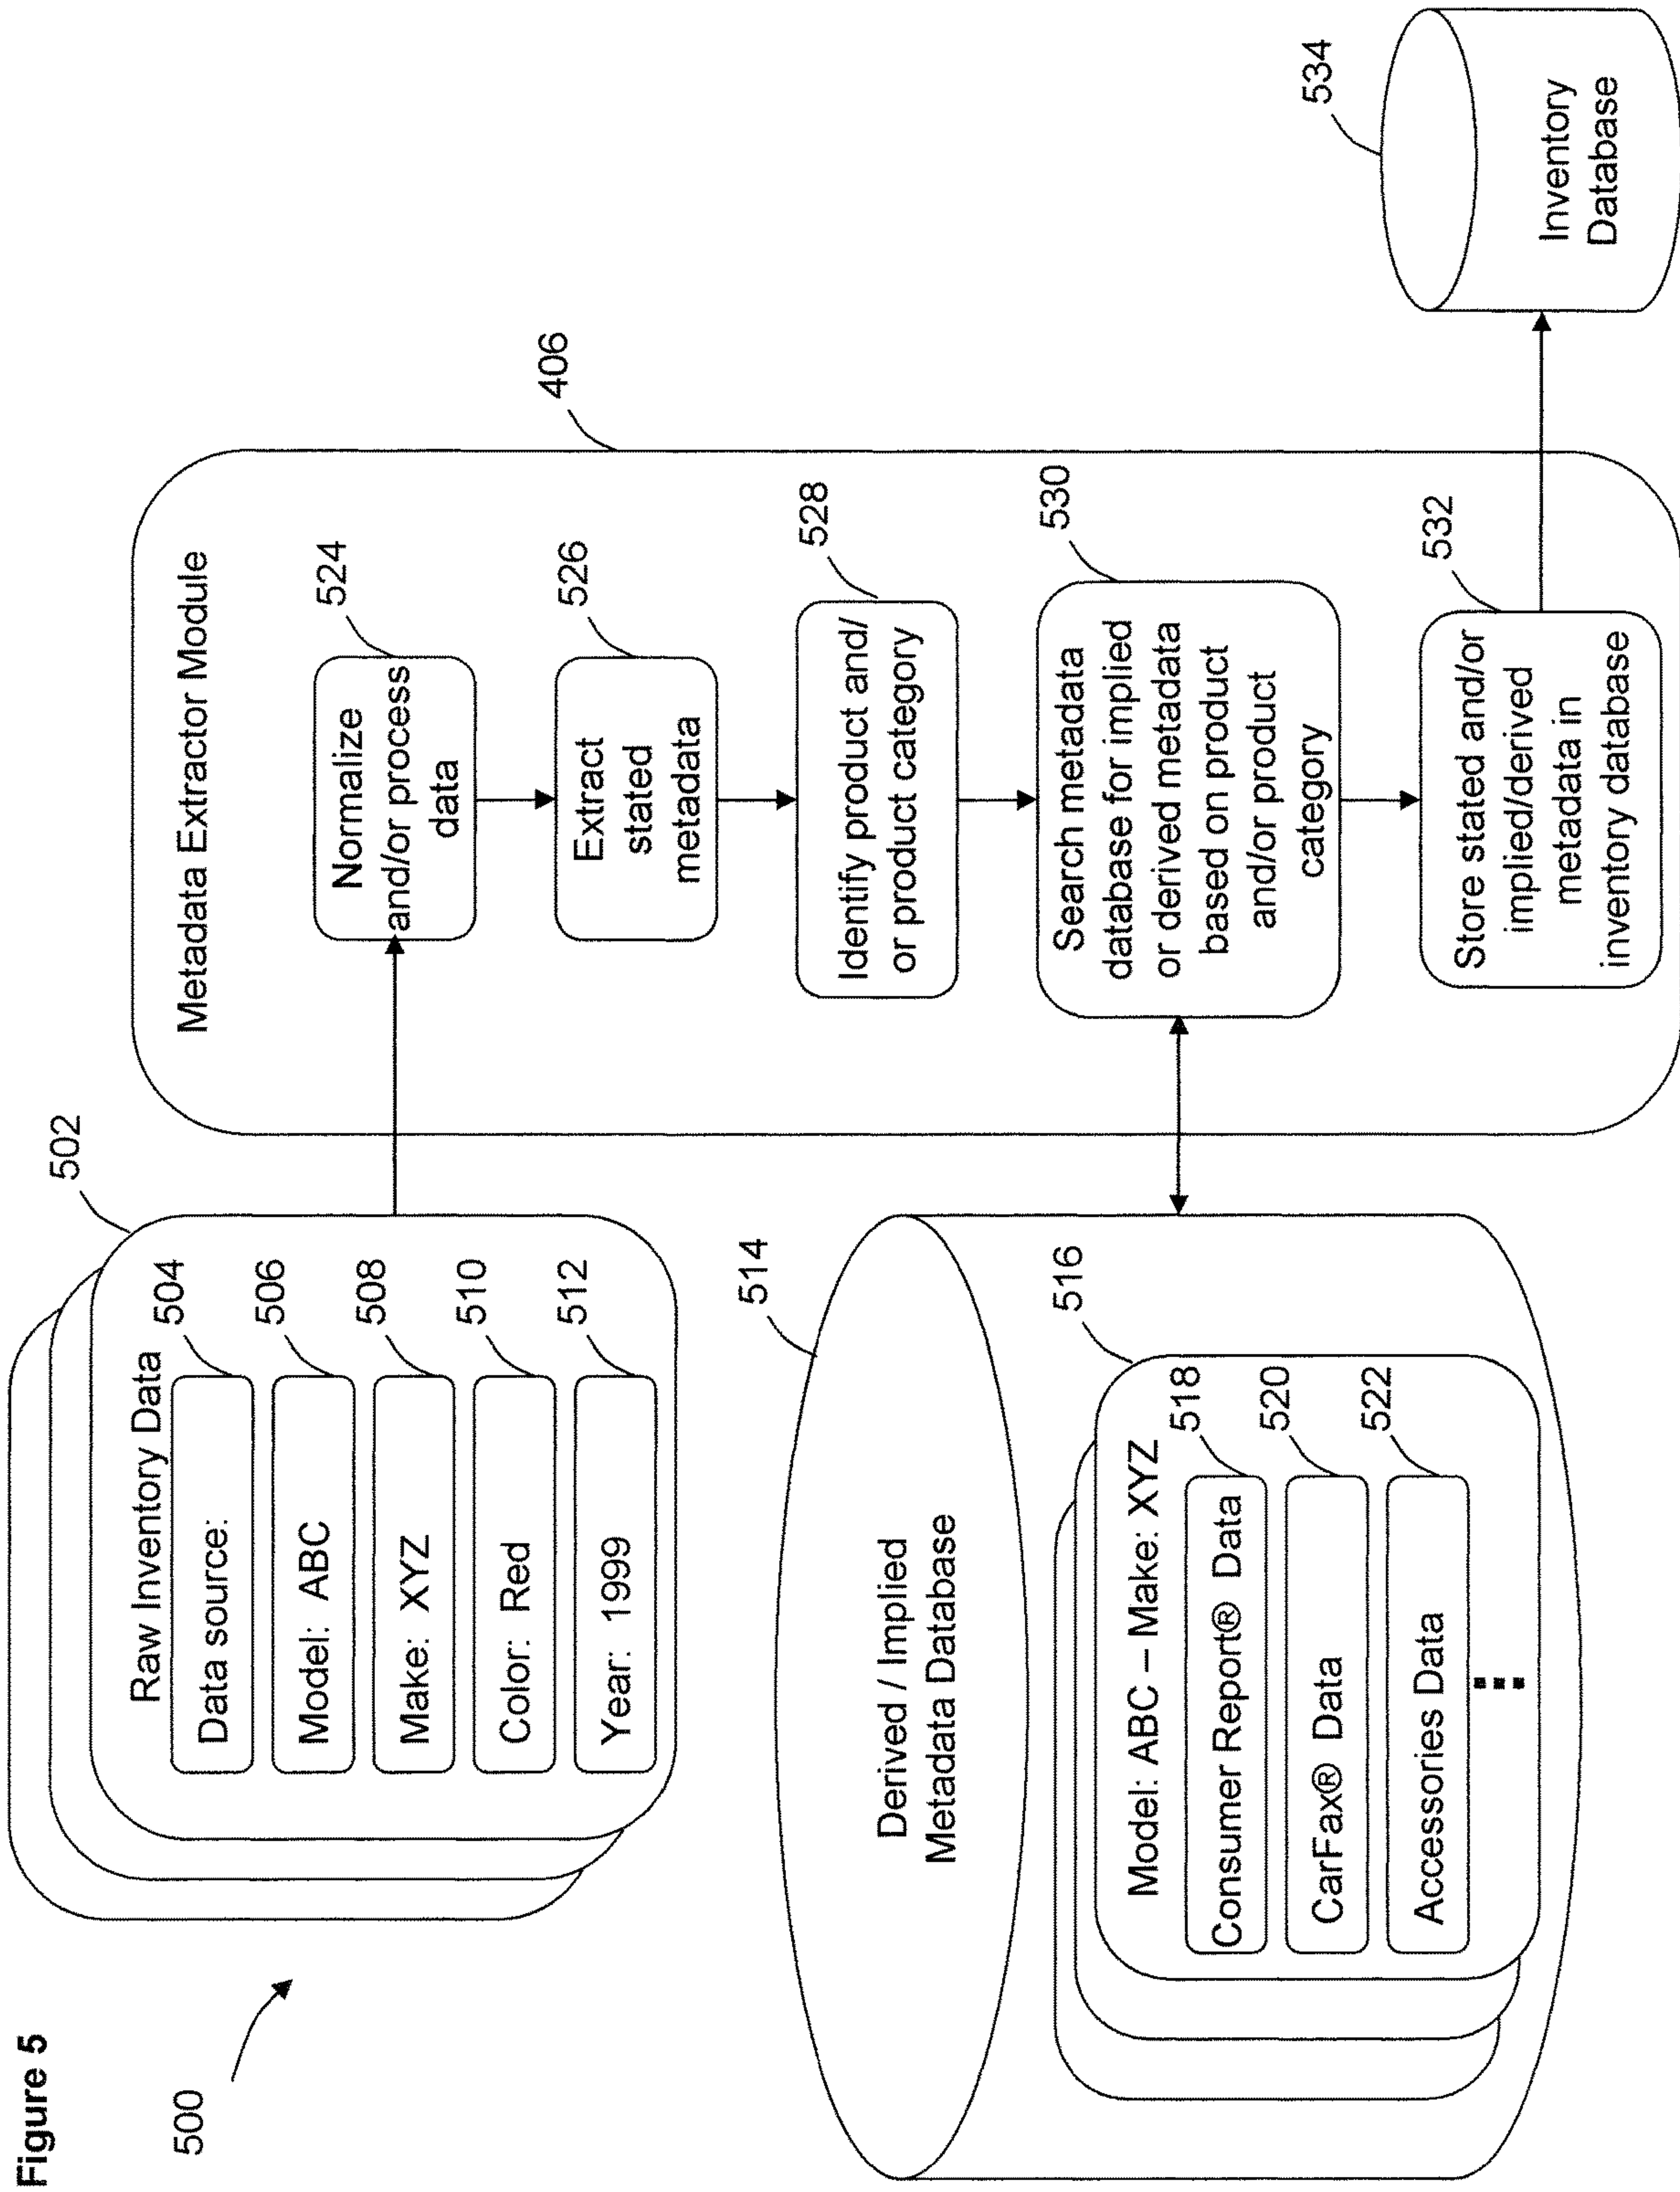 Figure 5
500
502
Raw Inventory Data
504
Data source:
506
Model: ABC
508
Make: XYZ
510
Color: Red
512
Year: 1999
514
Derived / Implied
Metadata Database
516
Model: ABC – Make: XYZ
518
Consumer Report® Data
520
CarFax® Data
522
Accessories Data
406
Metadata Extractor Module
524
Normalize
and/or process
data
526
Extract
stated
metadata
528
Identify product and/
or product category
530
Search metadata
database for implied
or derived metadata
based on product
and/or product
category
532
Store stated and/or
implied/derived
metadata in
inventory database
534
Inventory
Database